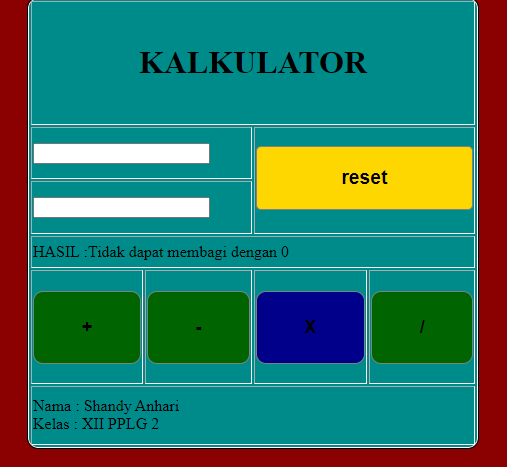 KALKULATOR
reset
HASIL :Tidak dapat membagi dengan 0
+ - X /
Nama : Shandy Anhari
Kelas : XII PPLG 2